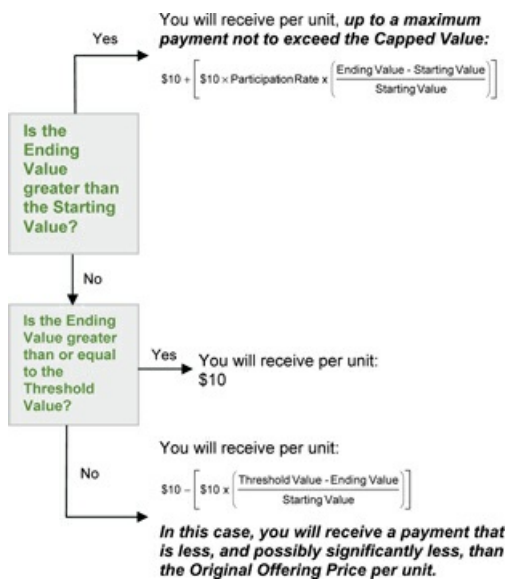 You will receive per unit, up to a maximum
payment not to exceed the Capped Value:
Yes
$10 + [ $10 × Participation Rate x ( Ending Value - Starting Value / Starting Value ) ]
Is the
Ending
Value
greater than
the Starting
Value?
No
Is the Ending
Value greater
than or equal
to the
Threshold
Value?
Yes
You will receive per unit:
$10
You will receive per unit:
No
$10 – [ $10 x ( Threshold Value - Ending Value / Starting Value ) ]
In this case, you will receive a payment that
is less, and possibly significantly less, than
the Original Offering Price per unit.